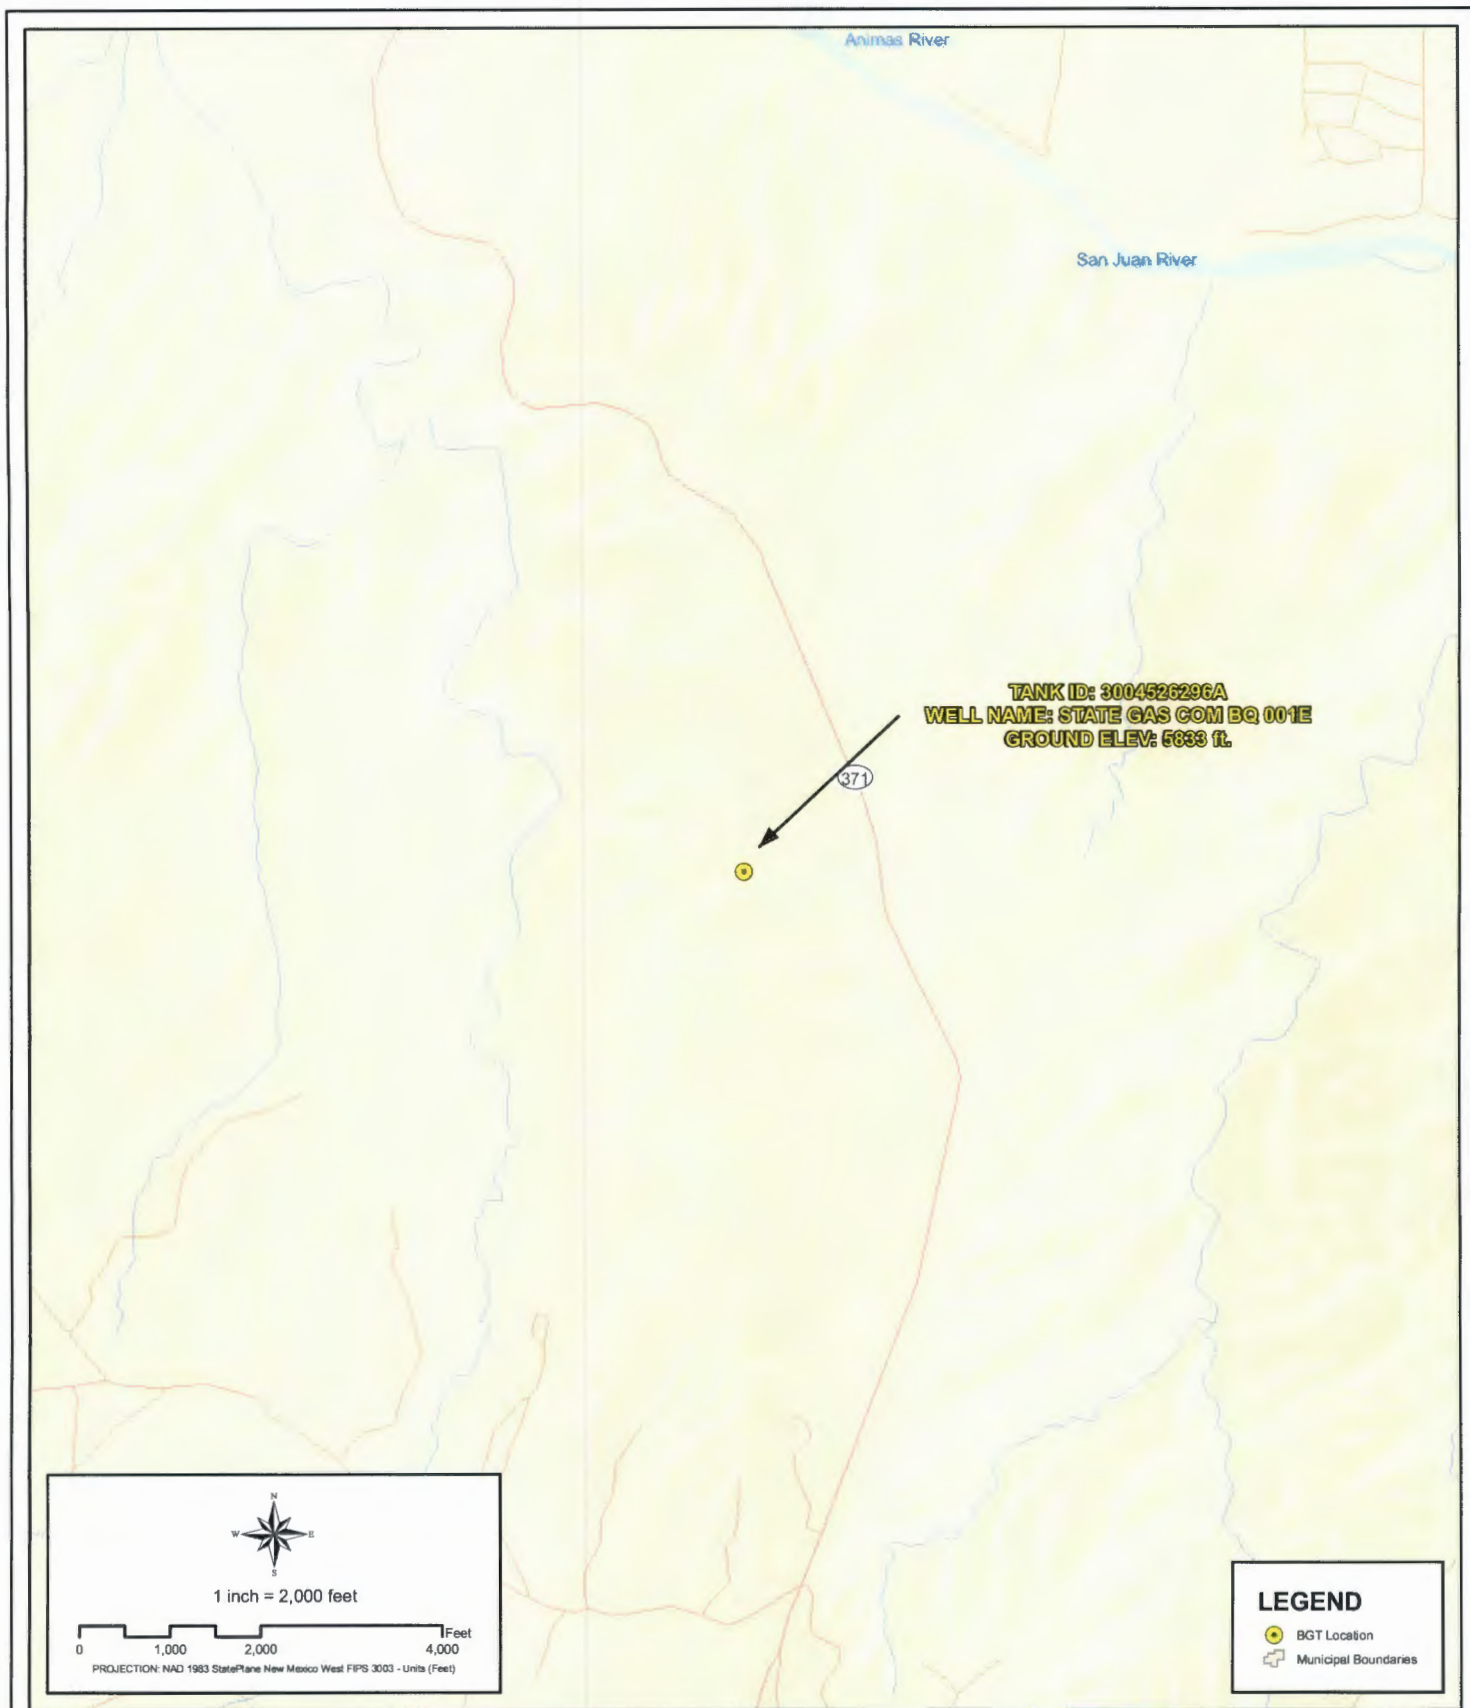 Animas River
San Juan River
TANK ID: 3004526296A
WELL NAME: STATE GAS COM BQ 001E
GROUND ELEV: 5833 ft.
371
N
W E
S
1 inch = 2,000 feet
Feet
0 1,000 2,000 4,000
PROJECTION: NAD 1983 StatePlane New Mexico West FIPS 3003 - Units (Feet)
LEGEND
BGT Location
Municipal Boundaries